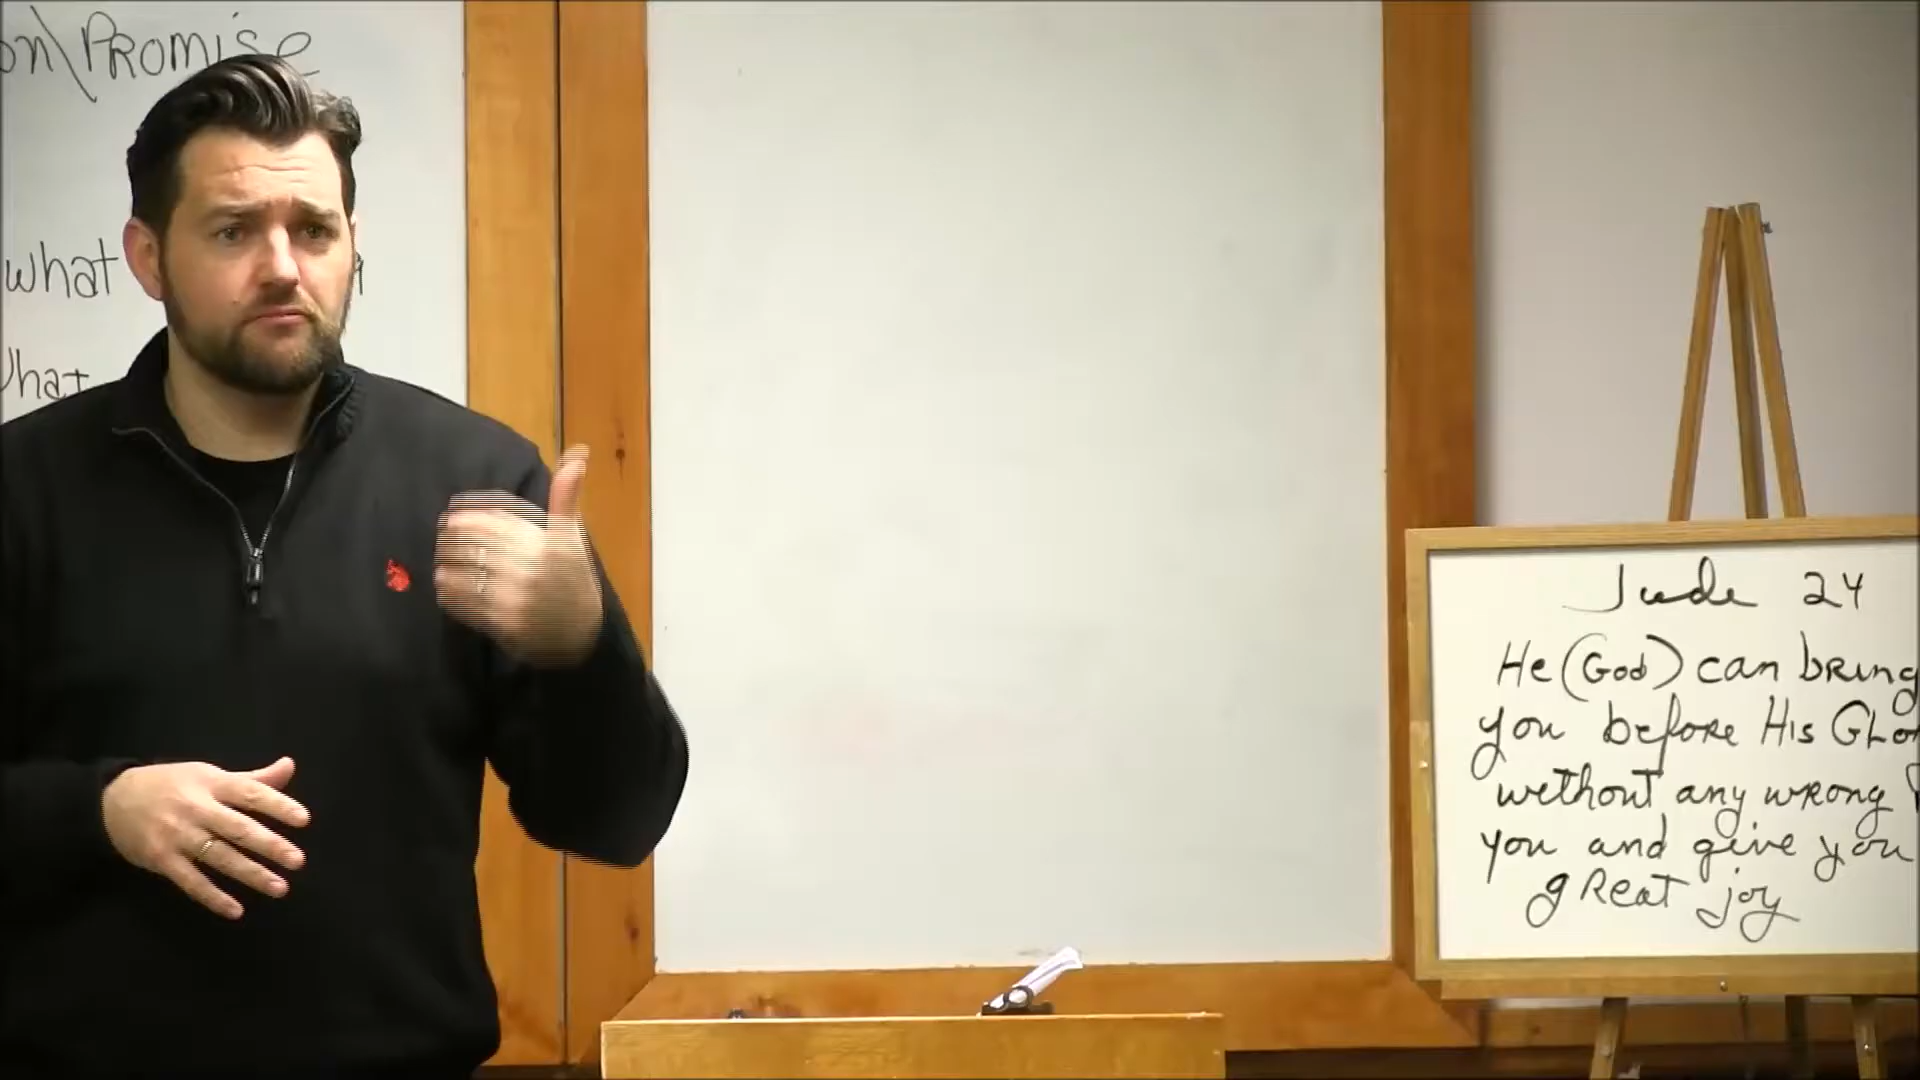 on\Promise
what
What
Jude 24
He (God) can bring
you before His Glo
without any wrong
you and give you
great joy